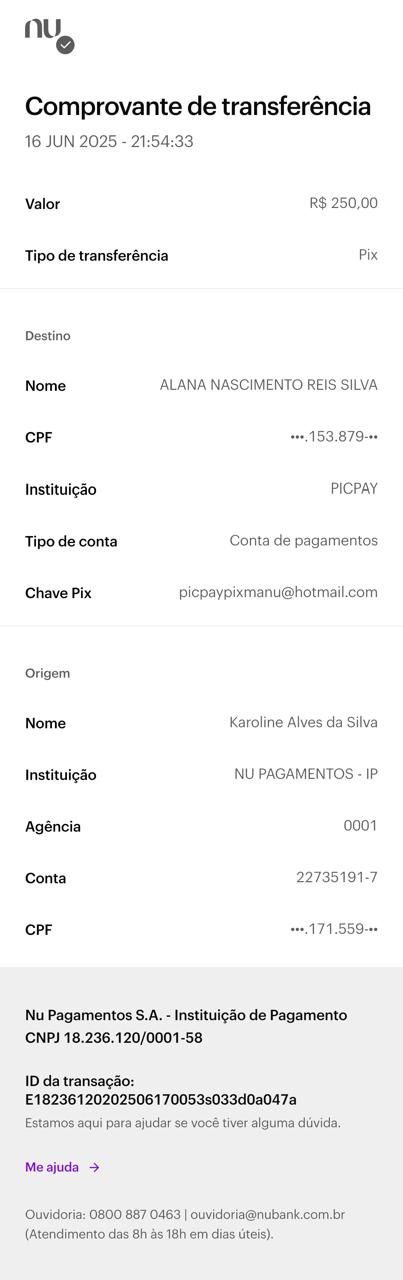 nu
Comprovante de transferência
16 JUN 2025 - 21:54:33
Valor R$ 250,00
Tipo de transferência Pix
Destino
Nome ALANA NASCIMENTO REIS SILVA
CPF •••.153.879-••
Instituição PICPAY
Tipo de conta Conta de pagamentos
Chave Pix picpaypixmanu@hotmail.com
Origem
Nome Karoline Alves da Silva
Instituição NU PAGAMENTOS - IP
Agência 0001
Conta 22735191-7
CPF •••.171.559-••
Nu Pagamentos S.A. - Instituição de Pagamento
CNPJ 18.236.120/0001-58
ID da transação:
E18236120202506170053s033d0a047a
Estamos aqui para ajudar se você tiver alguma dúvida.
Me ajuda →
Ouvidoria: 0800 887 0463 | ouvidoria@nubank.com.br
(Atendimento das 8h às 18h em dias úteis).